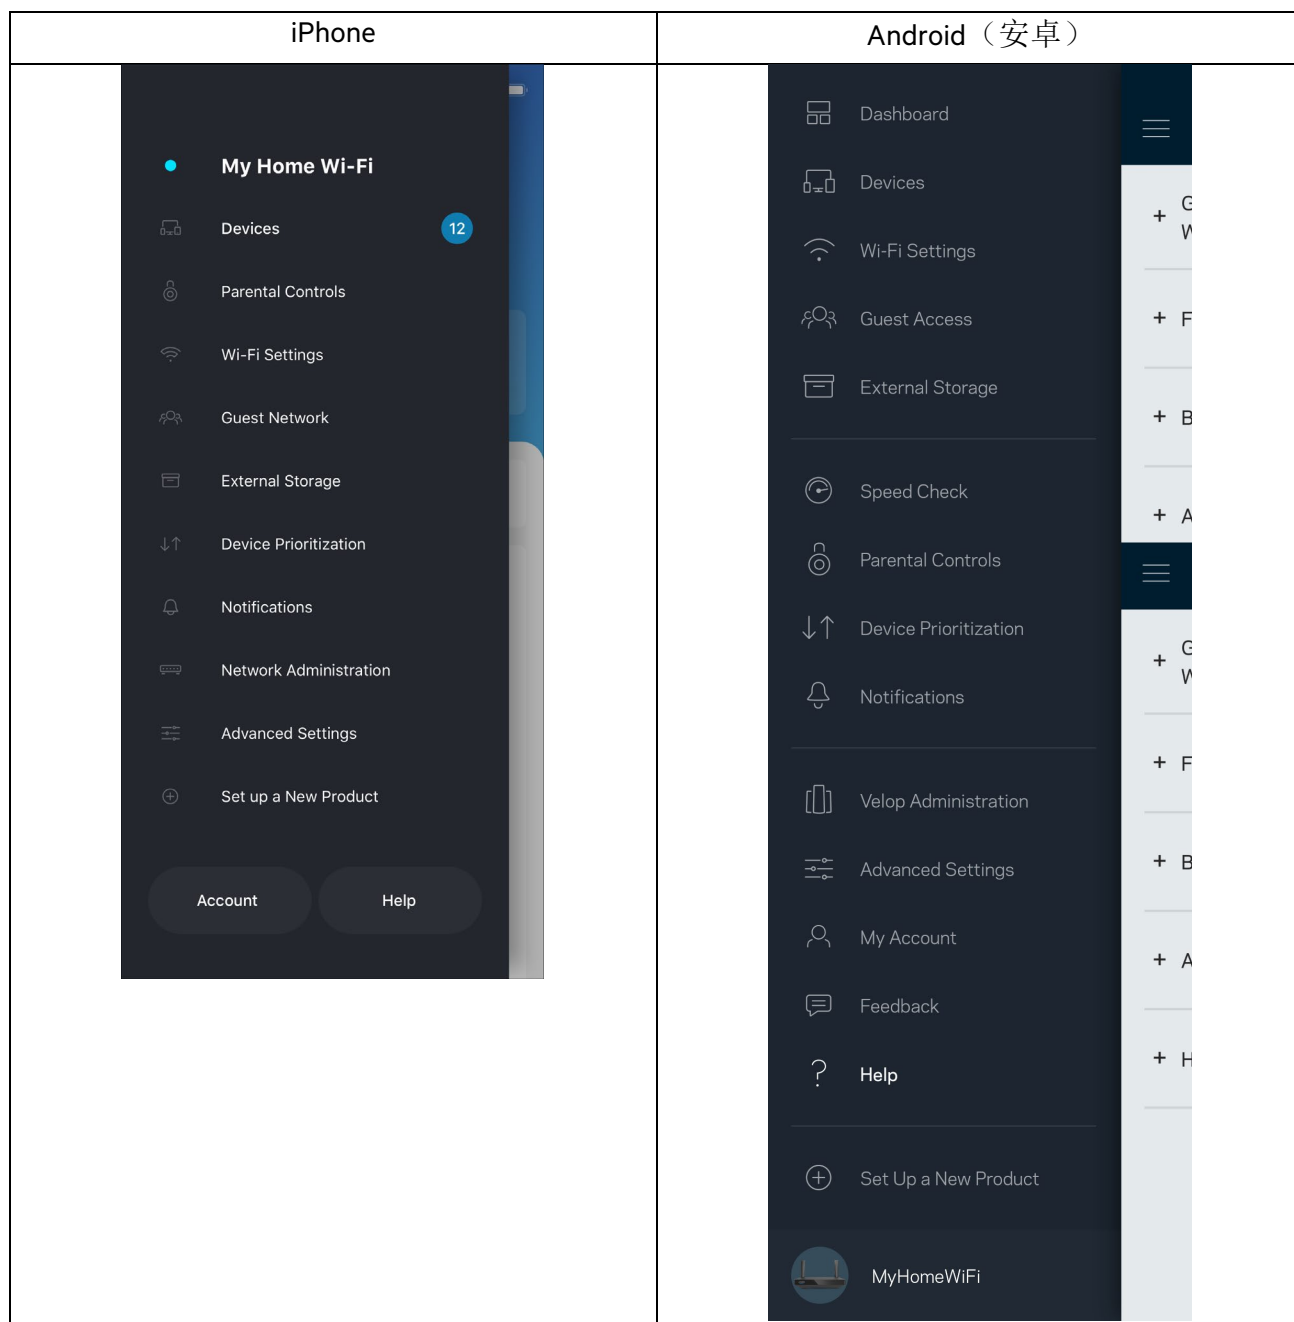 iPhone
Android（安卓）
My Home Wi-Fi
Devices
12
Parental Controls
Wi-Fi Settings
Guest Network
External Storage
Device Prioritization
Notifications
Network Administration
Advanced Settings
Set up a New Product
Account
Help
Dashboard
Devices
Wi-Fi Settings
Guest Access
External Storage
Speed Check
Parental Controls
Device Prioritization
Notifications
Velop Administration
Advanced Settings
My Account
Feedback
Help
Set Up a New Product
MyHomeWiFi
+ F
+ B
+ A
+ F
+ B
+ A
+ H